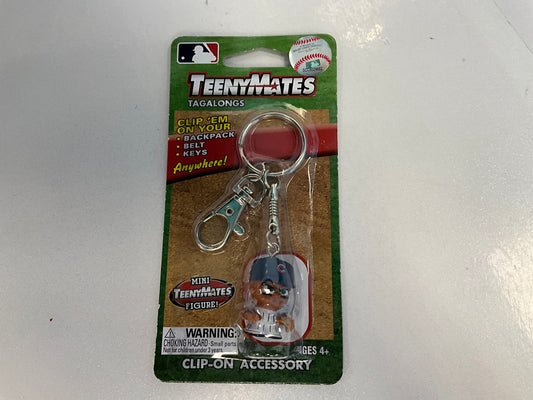 TEENYMATES
TAGALONGS
CLIP 'EM
ON YOUR
• BACKPACK
• BELT
• KEYS
Anywhere!
MINI
TEENYMATES
FIGURE!
WARNING:
CHOKING HAZARD-Small parts
Not for children under 3 years.
AGES 4+
CLIP-ON ACCESSORY